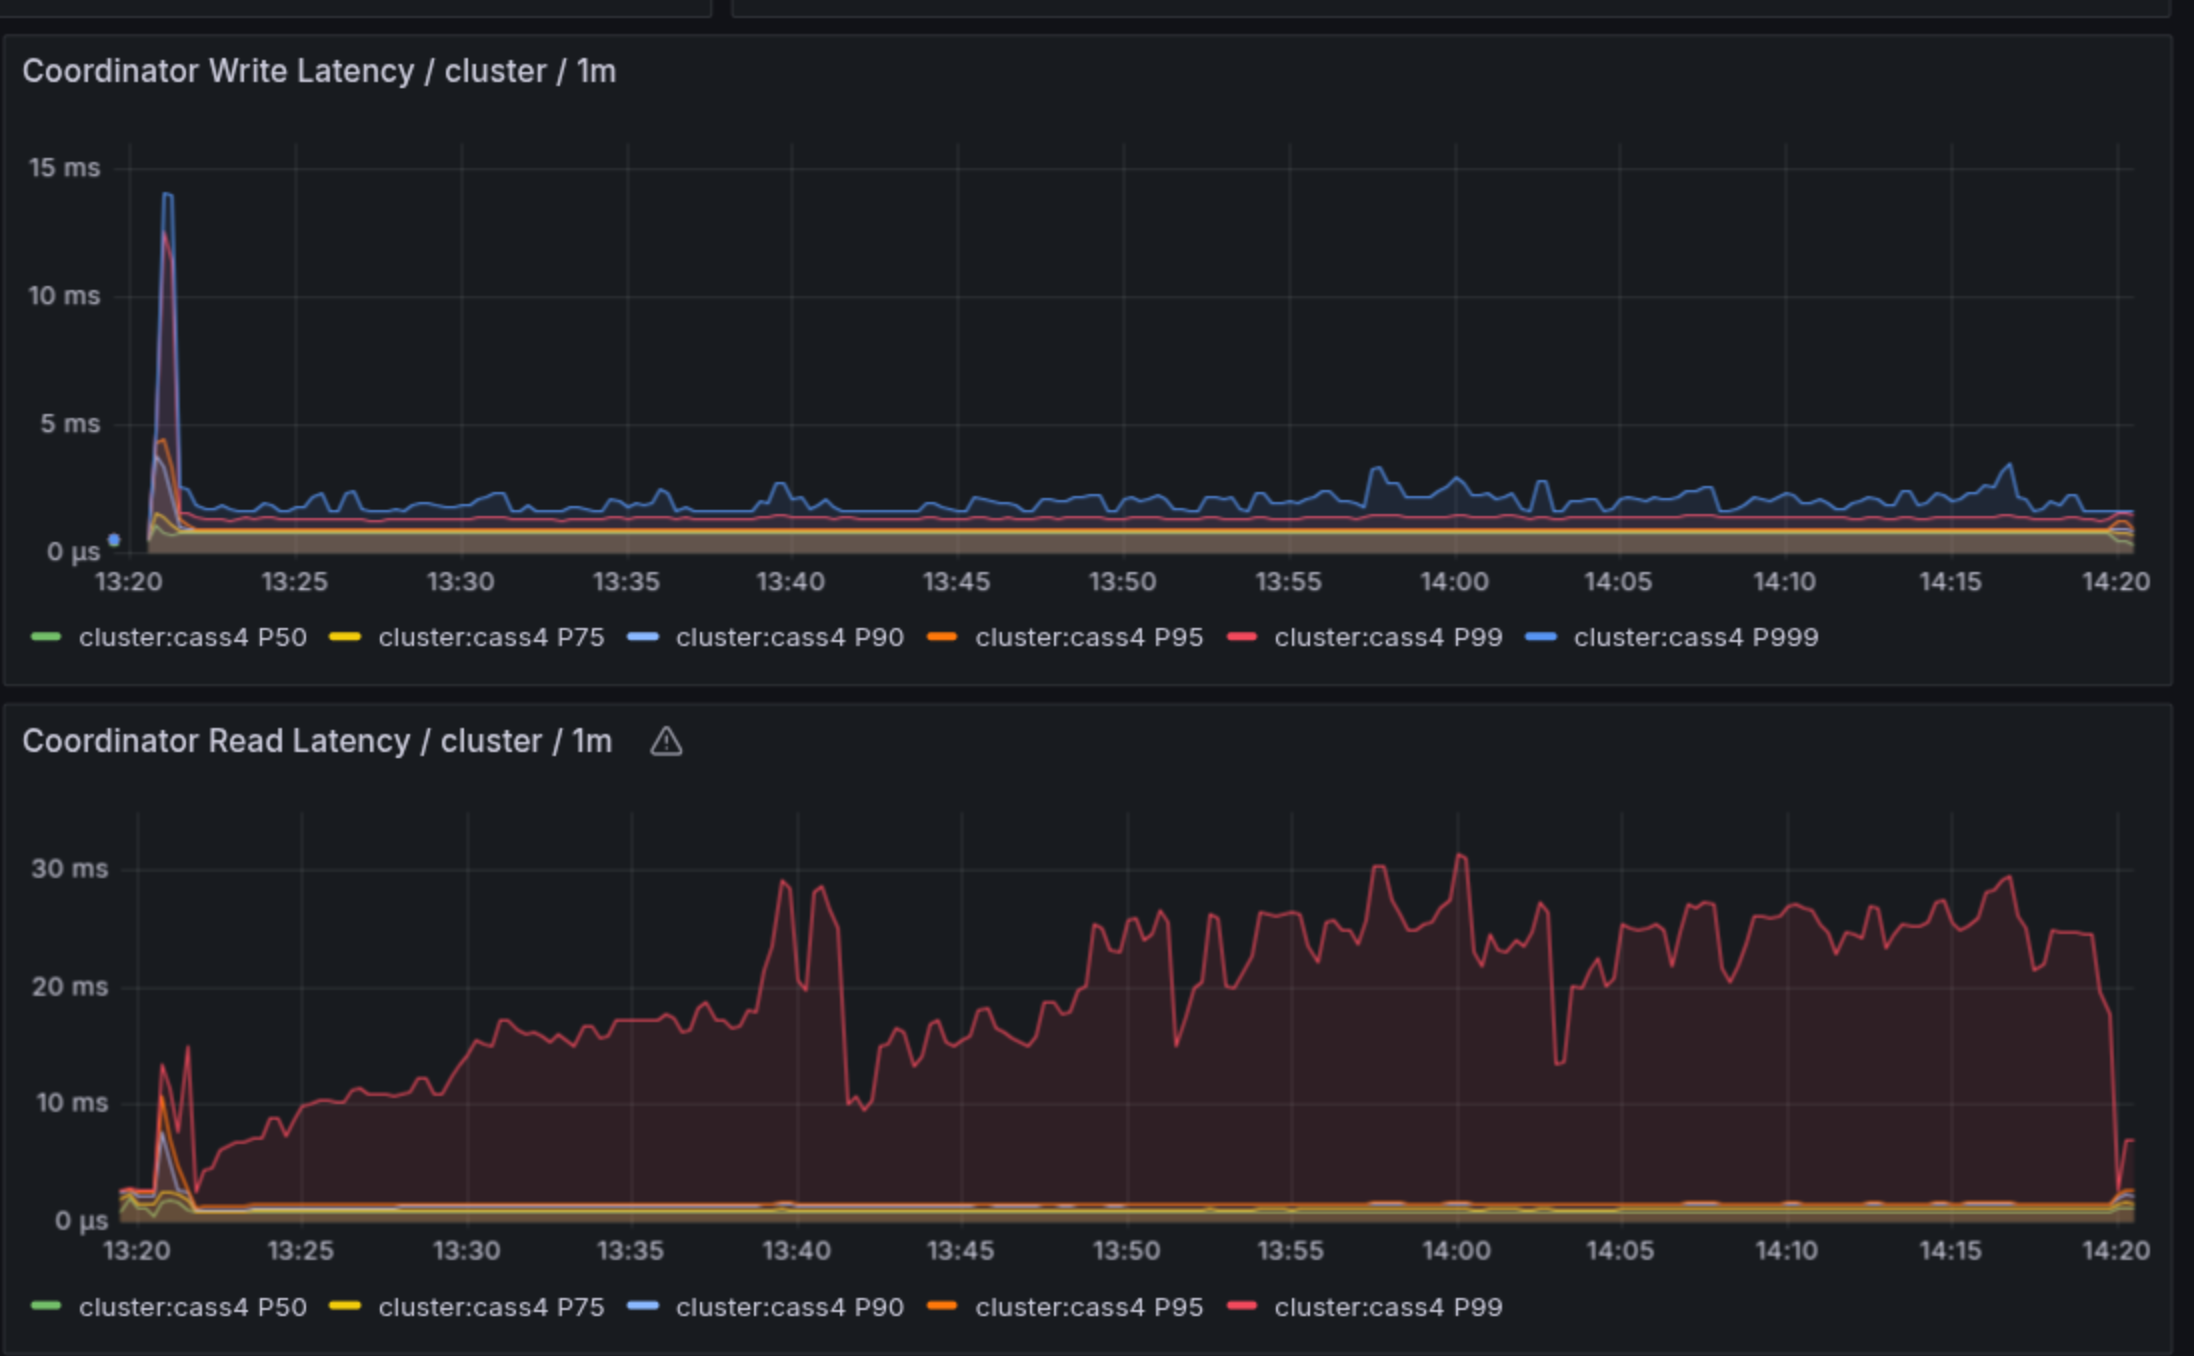 Coordinator Write Latency / cluster / 1m
15 ms
10 ms
5 ms
0 µs
13:20 13:25 13:30 13:35 13:40 13:45 13:50 13:55 14:00 14:05 14:10 14:15 14:20
cluster:cass4 P50 cluster:cass4 P75 cluster:cass4 P90 cluster:cass4 P95 cluster:cass4 P99 cluster:cass4 P999
Coordinator Read Latency / cluster / 1m
30 ms
20 ms
10 ms
0 µs
13:20 13:25 13:30 13:35 13:40 13:45 13:50 13:55 14:00 14:05 14:10 14:15 14:20
cluster:cass4 P50 cluster:cass4 P75 cluster:cass4 P90 cluster:cass4 P95 cluster:cass4 P99